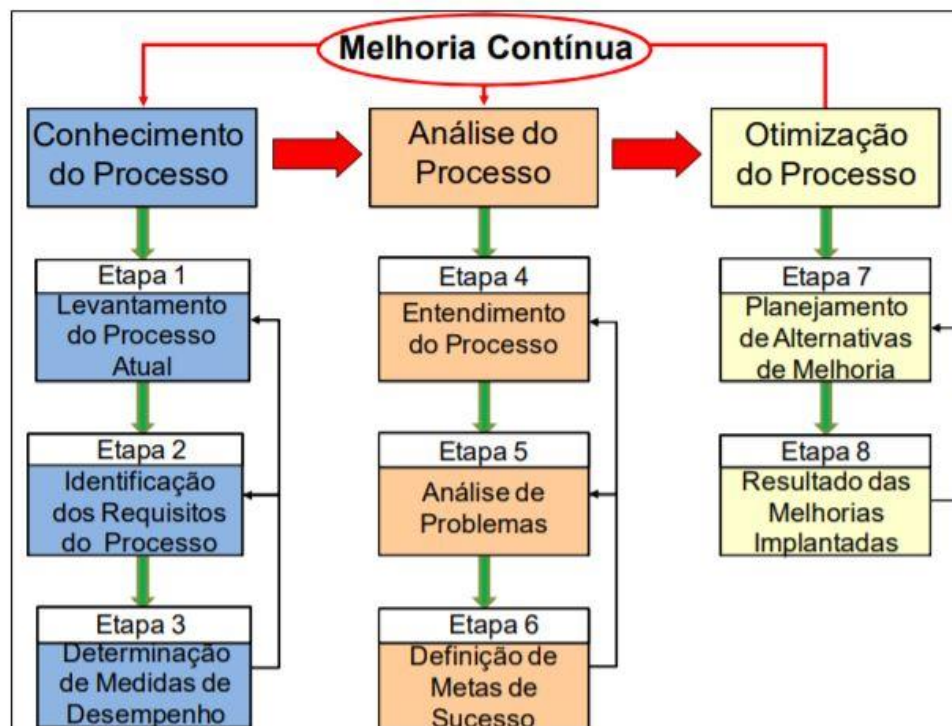 Melhoria Contínua
Conhecimento
do Processo
Análise do
Processo
Otimização
do Processo
Etapa 1
Levantamento
do Processo
Atual
Etapa 2
Identificação
dos Requisitos
do Processo
Etapa 3
Determinação
de Medidas de
Desempenho
Etapa 4
Entendimento
do Processo
Etapa 5
Análise de
Problemas
Etapa 6
Definição de
Metas de
Sucesso
Etapa 7
Planejamento
de Alternativas
de Melhoria
Etapa 8
Resultado das
Melhorias
Implantadas